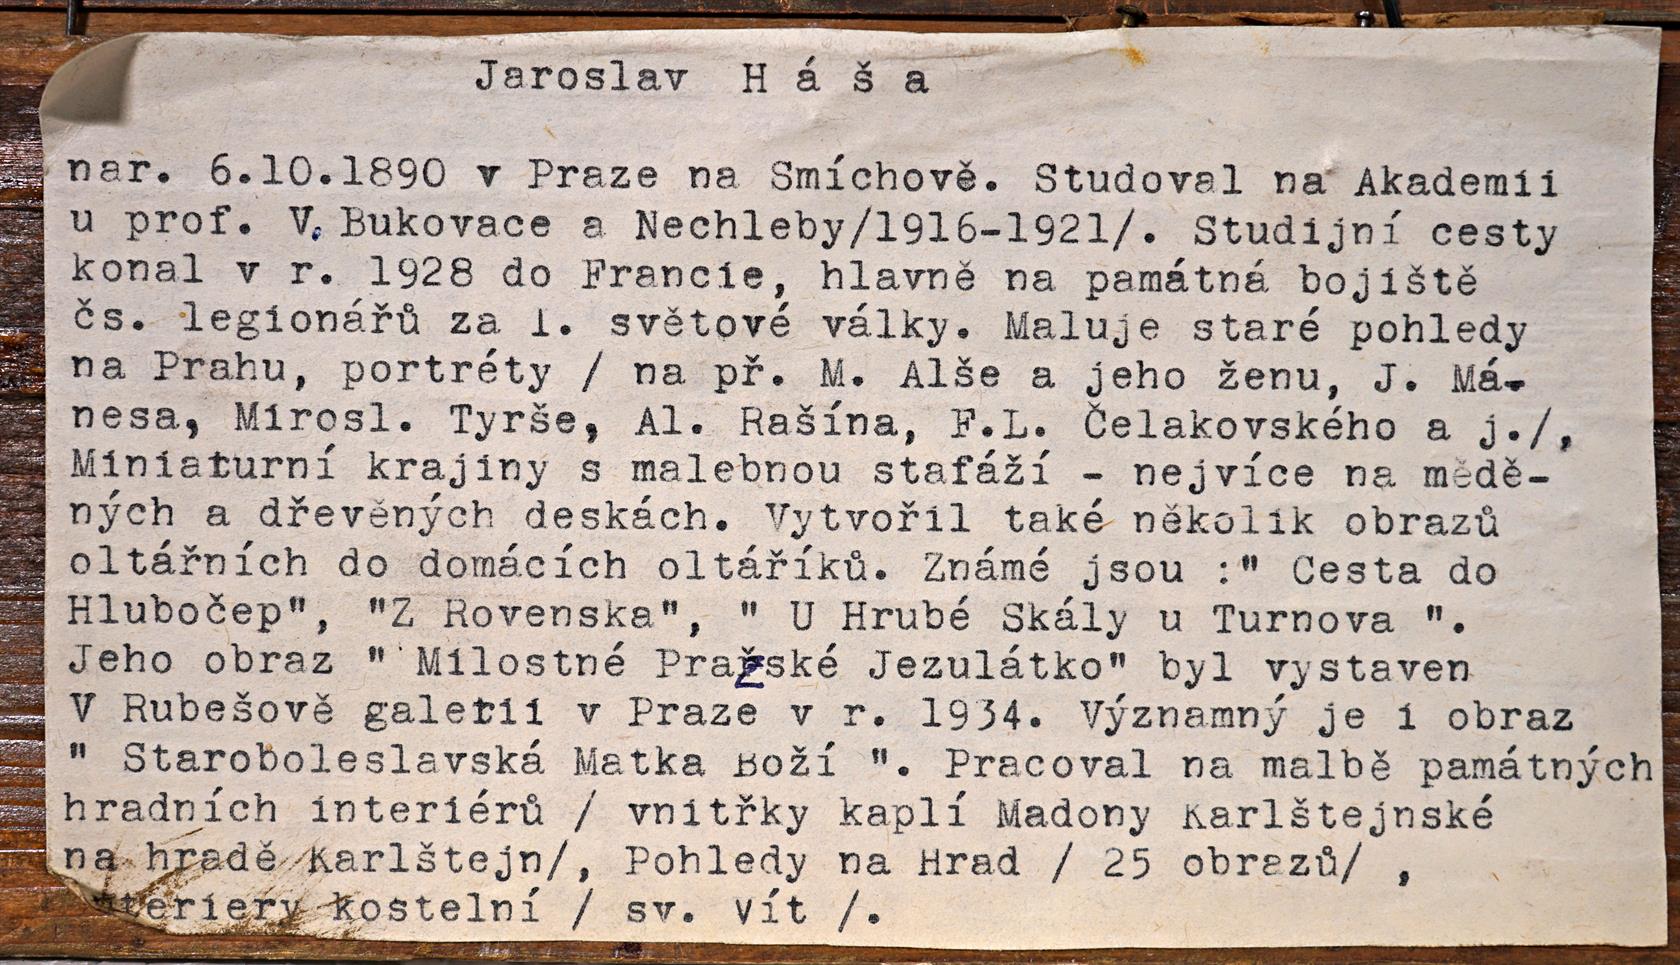 Jaroslav H á š a
nar. 6.10.1890 v Praze na Smíchově. Studoval na Akademii
u prof. V. Bukovace a Nechleby/1916-1921/. Studijní cesty
konal v r. 1928 do Francie, hlavně na památná bojiště
čs. legionářů za 1. světové války. Maluje staré pohledy
na Prahu, portréty / na př. M. Alše a jeho ženu, J. Má-
nesa, Mirosl. Tyrše, Al. Rašína, F.L. Čelakovského a j./,
Miniaturní krajiny s malebnou stafáží - nejvíce na mědě-
ných a dřevěných deskách. Vytvořil také několik obrazů
oltářních do domácích oltáříků. Známé jsou :" Cesta do
Hlubočep", "Z Rovenska", " U Hrubé Skály u Turnova ".
Jeho obraz " Milostné Pražské Jezulátko" byl vystaven
V Rubešově galerii v Praze v r. 1934. Významný je i obraz
" Staroboleslavská Matka Boží ". Pracoval na malbě památných
hradních interiérů / vnitřky kaplí Madony Karlštejnské
na hradě Karlštejn/, Pohledy na Hrad / 25 obrazů/ ,
kostelní / sv. Vít /.